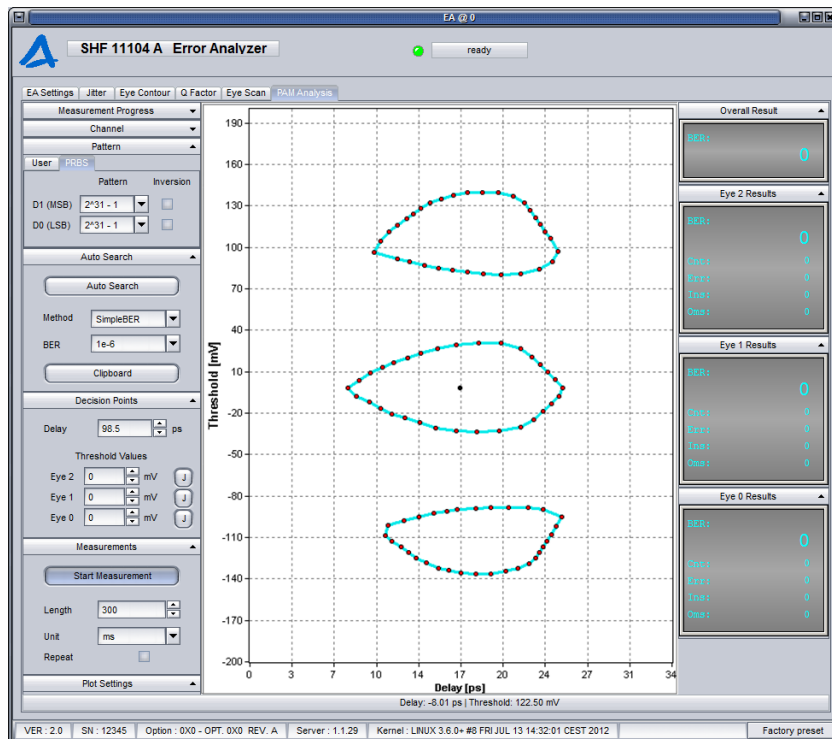 EA @ 0
SHF 11104 A Error Analyzer
ready
EA Settings Jitter Eye Contour Q Factor Eye Scan PAM Analysis
Measurement Progress
Channel
Pattern
User PRBS
Pattern Inversion
D1 (MSB) 2^31 - 1
D0 (LSB) 2^31 - 1
Auto Search
Auto Search
Method SimpleBER
BER 1e-6
Clipboard
Decision Points
Delay 98.5 ps
Threshold Values
Eye 2 0 mV J
Eye 1 0 mV J
Eye 0 0 mV J
Measurements
Start Measurement
Length 300
Unit ms
Repeat
Plot Settings
Threshold [mV]
190
160
130
100
70
40
10
-20
-50
-80
-110
-140
-170
-200
0 3 7 10 14 17 20 24 27 31 34
Delay [ps]
Delay: -8.01 ps | Threshold: 122.50 mV
Overall Result
BER:
0
Eye 2 Results
BER:
0
Cnt: 0
Err: 0
Ins: 0
Oms: 0
Eye 1 Results
BER:
0
Cnt: 0
Err: 0
Ins: 0
Oms: 0
Eye 0 Results
BER:
0
Cnt: 0
Err: 0
Ins: 0
Oms: 0
VER : 2.0 SN : 12345 Option : 0X0 - OPT. 0X0 REV. A Server : 1.1.29 Kernel : LINUX 3.6.0+ #8 FRI JUL 13 14:32:01 CEST 2012 Factory preset